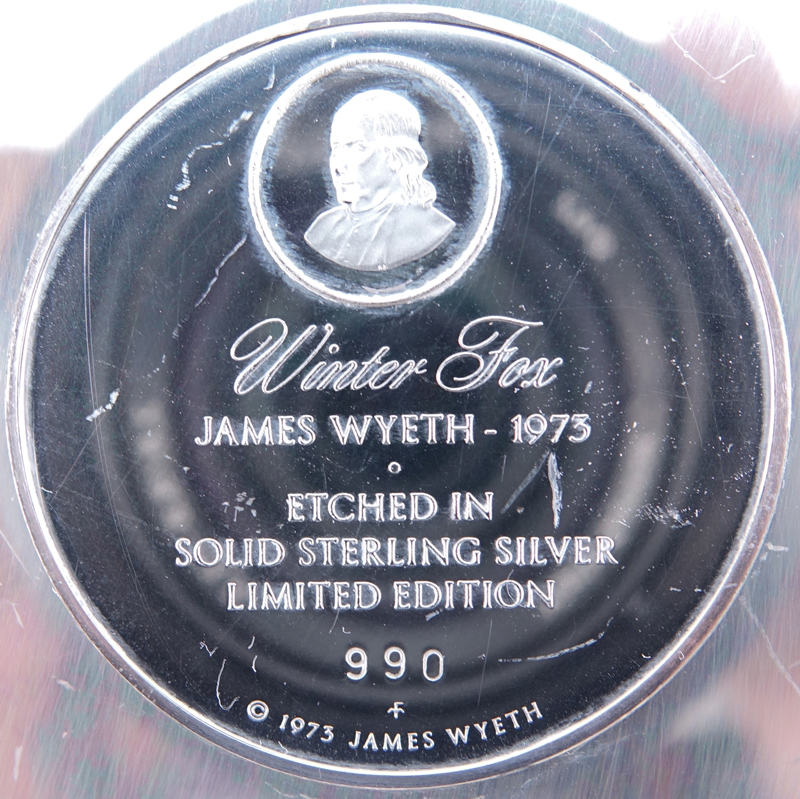 Winter Fox
JAMES WYETH - 1973
ETCHED IN
SOLID STERLING SILVER
LIMITED EDITION
990
© 1973 JAMES WYETH